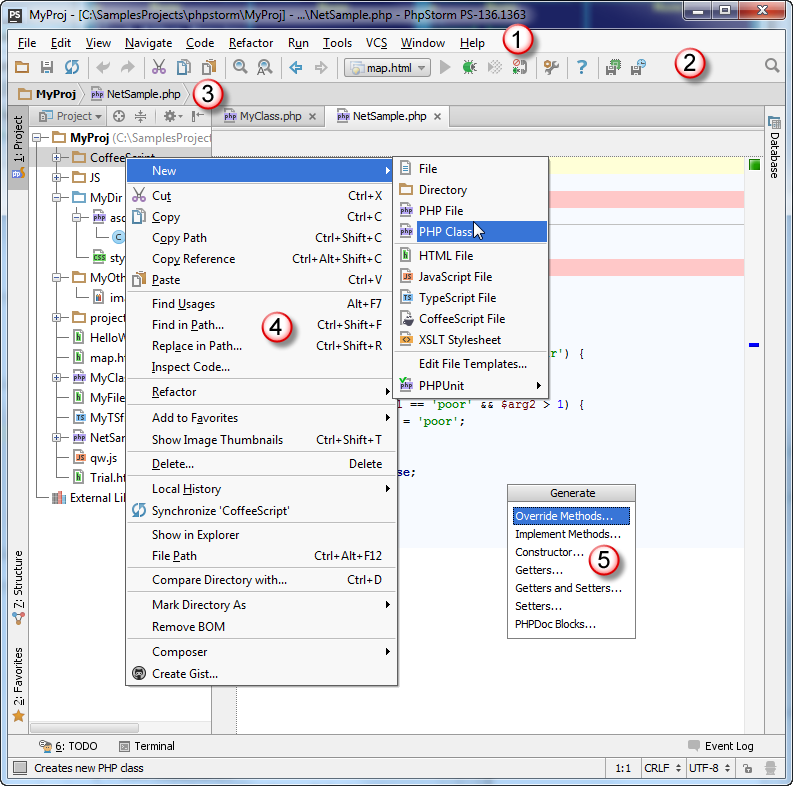 MyProj - [C:\SamplesProjects\phpstorm\MyProj] - ...\NetSample.php - PhpStorm PS-136.1363
File Edit View Navigate Code Refactor Run Tools VCS Window Help 1
map.html 2
MyProj NetSample.php 3
1: Project
Project
MyClass.php NetSample.php
Database
MyProj (C:\SamplesProject
CoffeeScript
JS
MyDir
asc
C
sty
MyOth
ima
project
HelloW
map.ht
MyClas
MyFile
MyTSfi
NetSam
qw.js
Trial.ht
External Lib
New
Cut Ctrl+X
Copy Ctrl+C
Copy Path Ctrl+Shift+C
Copy Reference Ctrl+Alt+Shift+C
Paste Ctrl+V
Find Usages Alt+F7
Find in Path... Ctrl+Shift+F
4
Replace in Path... Ctrl+Shift+R
Inspect Code...
Refactor
Add to Favorites
Show Image Thumbnails Ctrl+Shift+T
Delete... Delete
Local History
Synchronize 'CoffeeScript'
Show in Explorer
File Path Ctrl+Alt+F12
Compare Directory with... Ctrl+D
Mark Directory As
Remove BOM
Composer
Create Gist...
File
Directory
PHP File
PHP Class
HTML File
JavaScript File
TypeScript File
CoffeeScript File
XSLT Stylesheet
Edit File Templates...
PHPUnit
r') {
1 == 'poor' && $arg2 > 1) {
= 'poor';
se;
Generate
Override Methods...
Implement Methods...
Constructor...
5
Getters...
Getters and Setters...
Setters...
PHPDoc Blocks...
Z: Structure
2: Favorites
6: TODO Terminal Event Log
Creates new PHP class 1:1 CRLF UTF-8